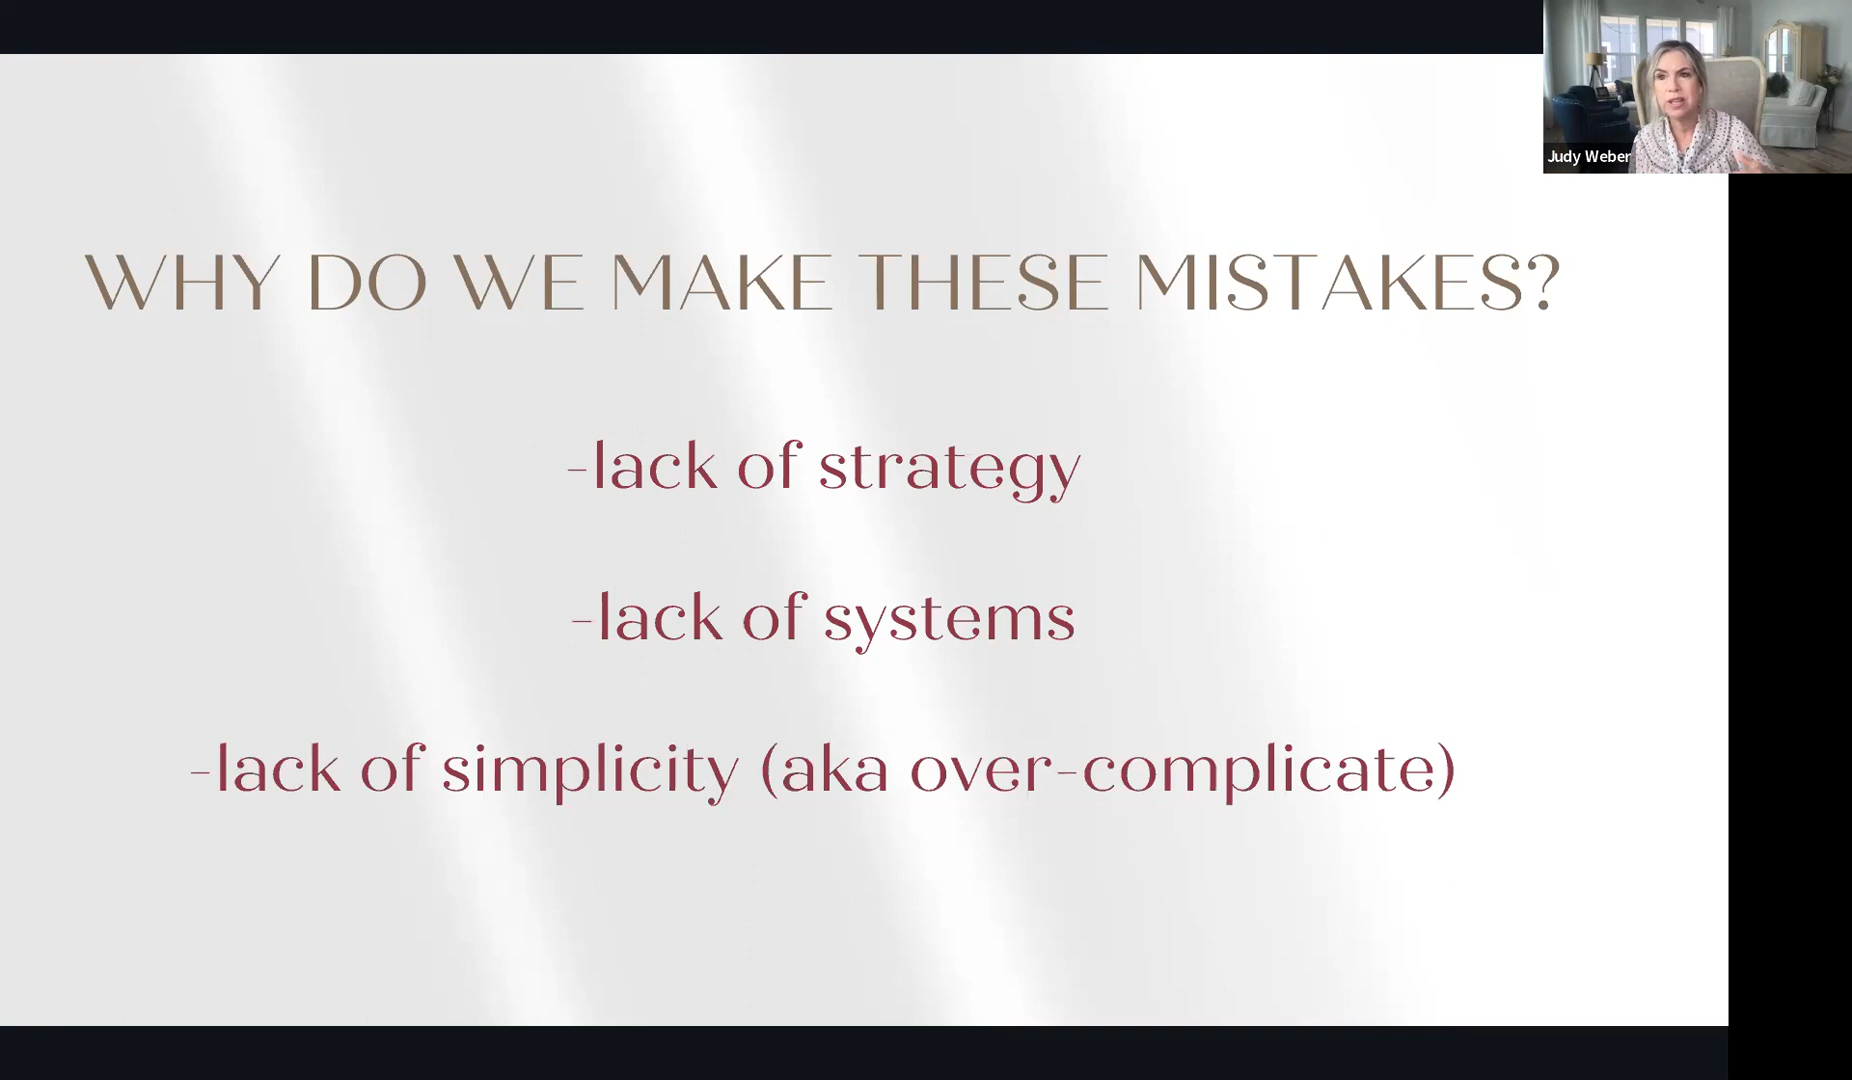 WHY DO WE MAKE THESE MISTAKES?
-lack of strategy
-lack of systems
-lack of simplicity (aka over-complicate)
Judy Weber